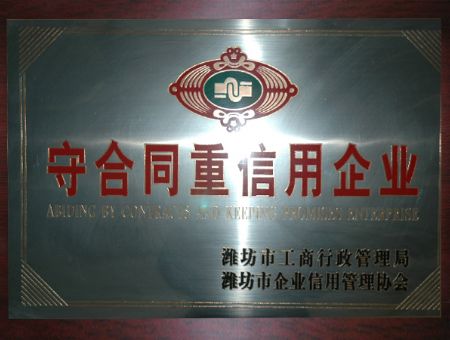 守合同重信用企业
ABIDING BY CONTRACTS AND KEEPING PROMISES ENTERPRISE
潍坊市工商行政管理局
潍坊市企业信用管理协会